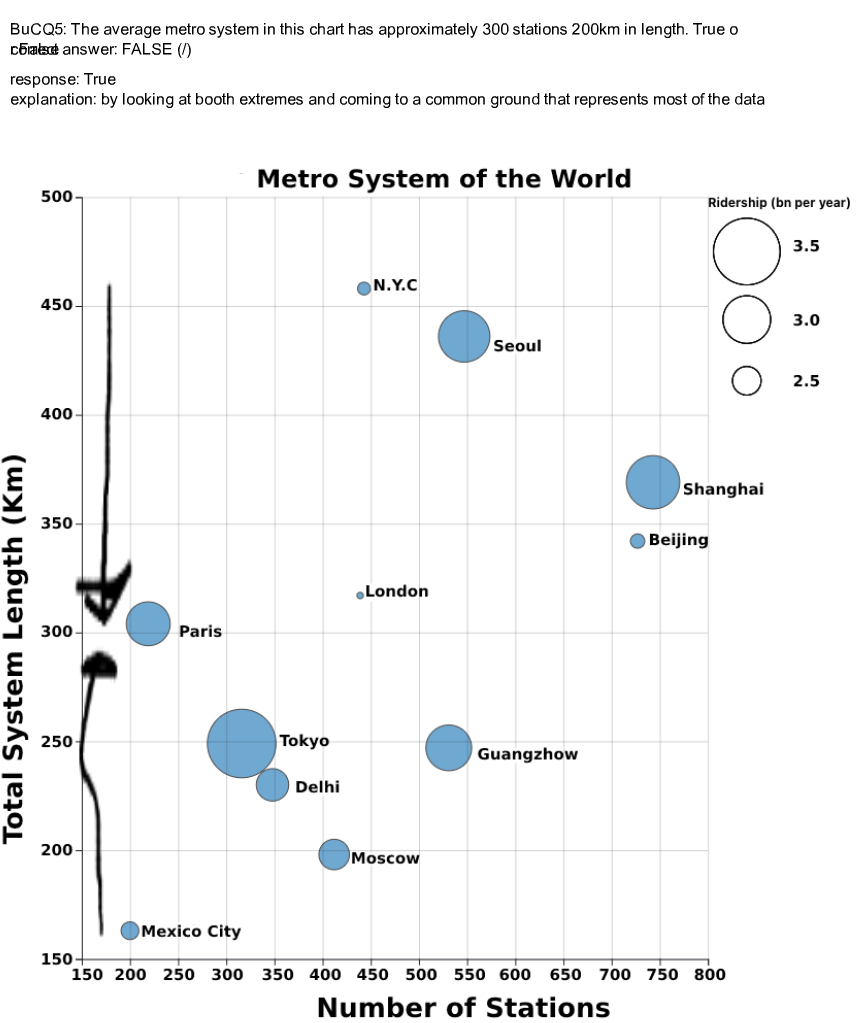 BuCQ5: The average metro system in this chart has approximately 300 stations 200km in length. True o
r False
correct answer: FALSE (/)
response: True
explanation: by looking at booth extremes and coming to a common ground that represents most of the data
Metro System of the World
Ridership (bn per year)
3.5
3.0
2.5
Total System Length (Km)
500
450
400
350
300
250
200
150
N.Y.C
Seoul
Shanghai
Beijing
London
Paris
Tokyo
Guangzhow
Delhi
Moscow
Mexico City
150 200 250 300 350 400 450 500 550 600 650 700 750 800
Number of Stations